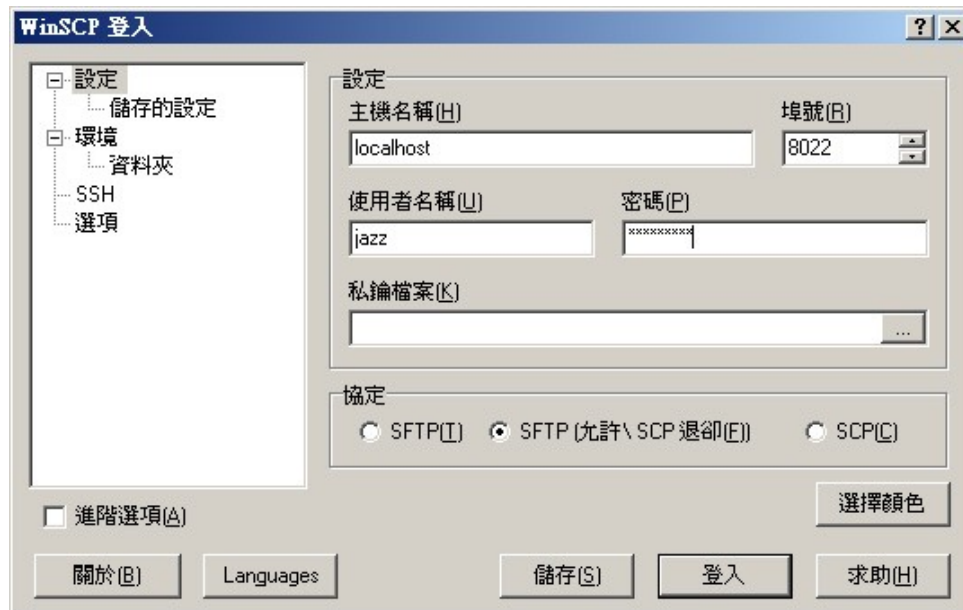 WinSCP 登入
設定
儲存的設定
環境
資料夾
SSH
選項
進階選項(A)
設定
主機名稱(H) 埠號(R)
localhost 8022
使用者名稱(U) 密碼(P)
jazz *********
私鑰檔案(K)
...
協定
SFTP(T) SFTP (允許\ SCP 退卻(F)) SCP(C)
選擇顏色
關於(B) Languages 儲存(S) 登入 求助(H)